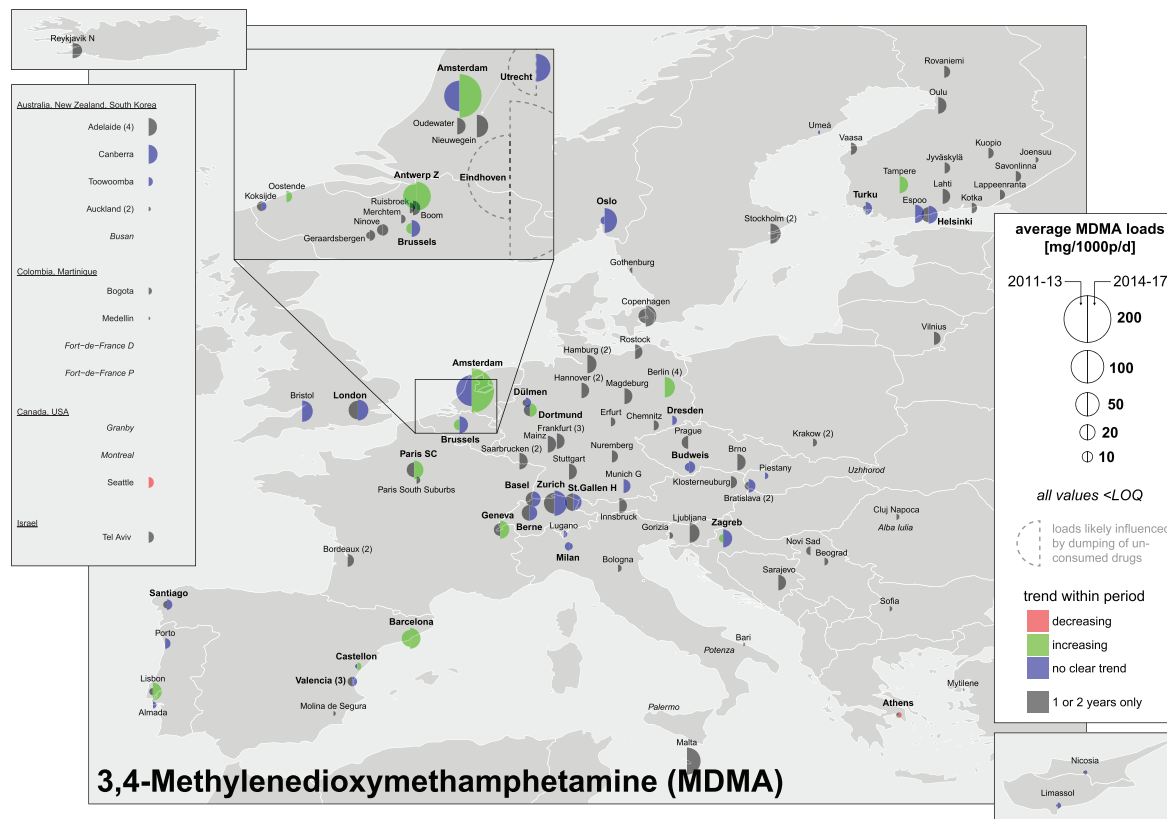 Reykjavik N
Australia, New Zealand, South Korea
Adelaide (4)
Canberra
Toowoomba
Auckland (2)
Busan
Colombia, Martinique
Bogota
Medellin
Fort−de−France D
Fort−de−France P
Canada, USA
Granby
Montreal
Seattle
Israel
Tel Aviv
Amsterdam
Utrecht
Oudewater
Nieuwegein
Eindhoven
Antwerp Z
Oostende
Koksijde
Ruisbroek
Merchtem
Boom
Ninove
Geraardsbergen
Brussels
Rovaniemi
Oulu
Umeå
Vaasa
Kuopio
Joensuu
Jyväskylä
Savonlinna
Tampere
Lahti
Lappeenranta
Turku
Espoo
Kotka
Helsinki
Oslo
Stockholm (2)
Gothenburg
Copenhagen
Vilnius
Rostock
Hamburg (2)
Amsterdam
Hannover (2)
Berlin (4)
Magdeburg
Bristol
London
Dülmen
Dortmund
Erfurt
Chemnitz
Dresden
Frankfurt (3)
Mainz
Brussels
Prague
Krakow (2)
Saarbrucken (2)
Nuremberg
Brno
Paris SC
Stuttgart
Budweis
Piestany
Uzhhorod
Paris South Suburbs
Munich G
Klosterneuburg
Basel
Zurich
St.Gallen H
Bratislava (2)
Innsbruck
Cluj Napoca
Geneva
Berne
Lugano
Gorizia
Ljubljana
Zagreb
Alba Iulia
Milan
Novi Sad
Bordeaux (2)
Bologna
Beograd
Sarajevo
Santiago
Sofia
Porto
Barcelona
Bari
Potenza
Castellon
Lisbon
Valencia (3)
Mytilene
Almada
Molina de Segura
Palermo
Athens
Malta
3,4-Methylenedioxymethamphetamine (MDMA)
average MDMA loads
[mg/1000p/d]
2011-13
2014-17
200
100
50
20
10
all values <LOQ
loads likely influenced
by dumping of un-
consumed drugs
trend within period
decreasing
increasing
no clear trend
1 or 2 years only
Nicosia
Limassol